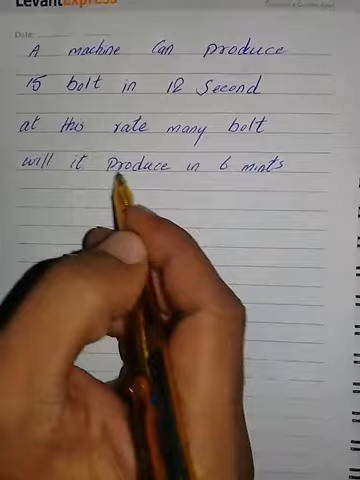 LevantExpress
Date:
A machine can produce
15 bolt in 12 Second
at this rate many bolt
will it produce in 6 mints